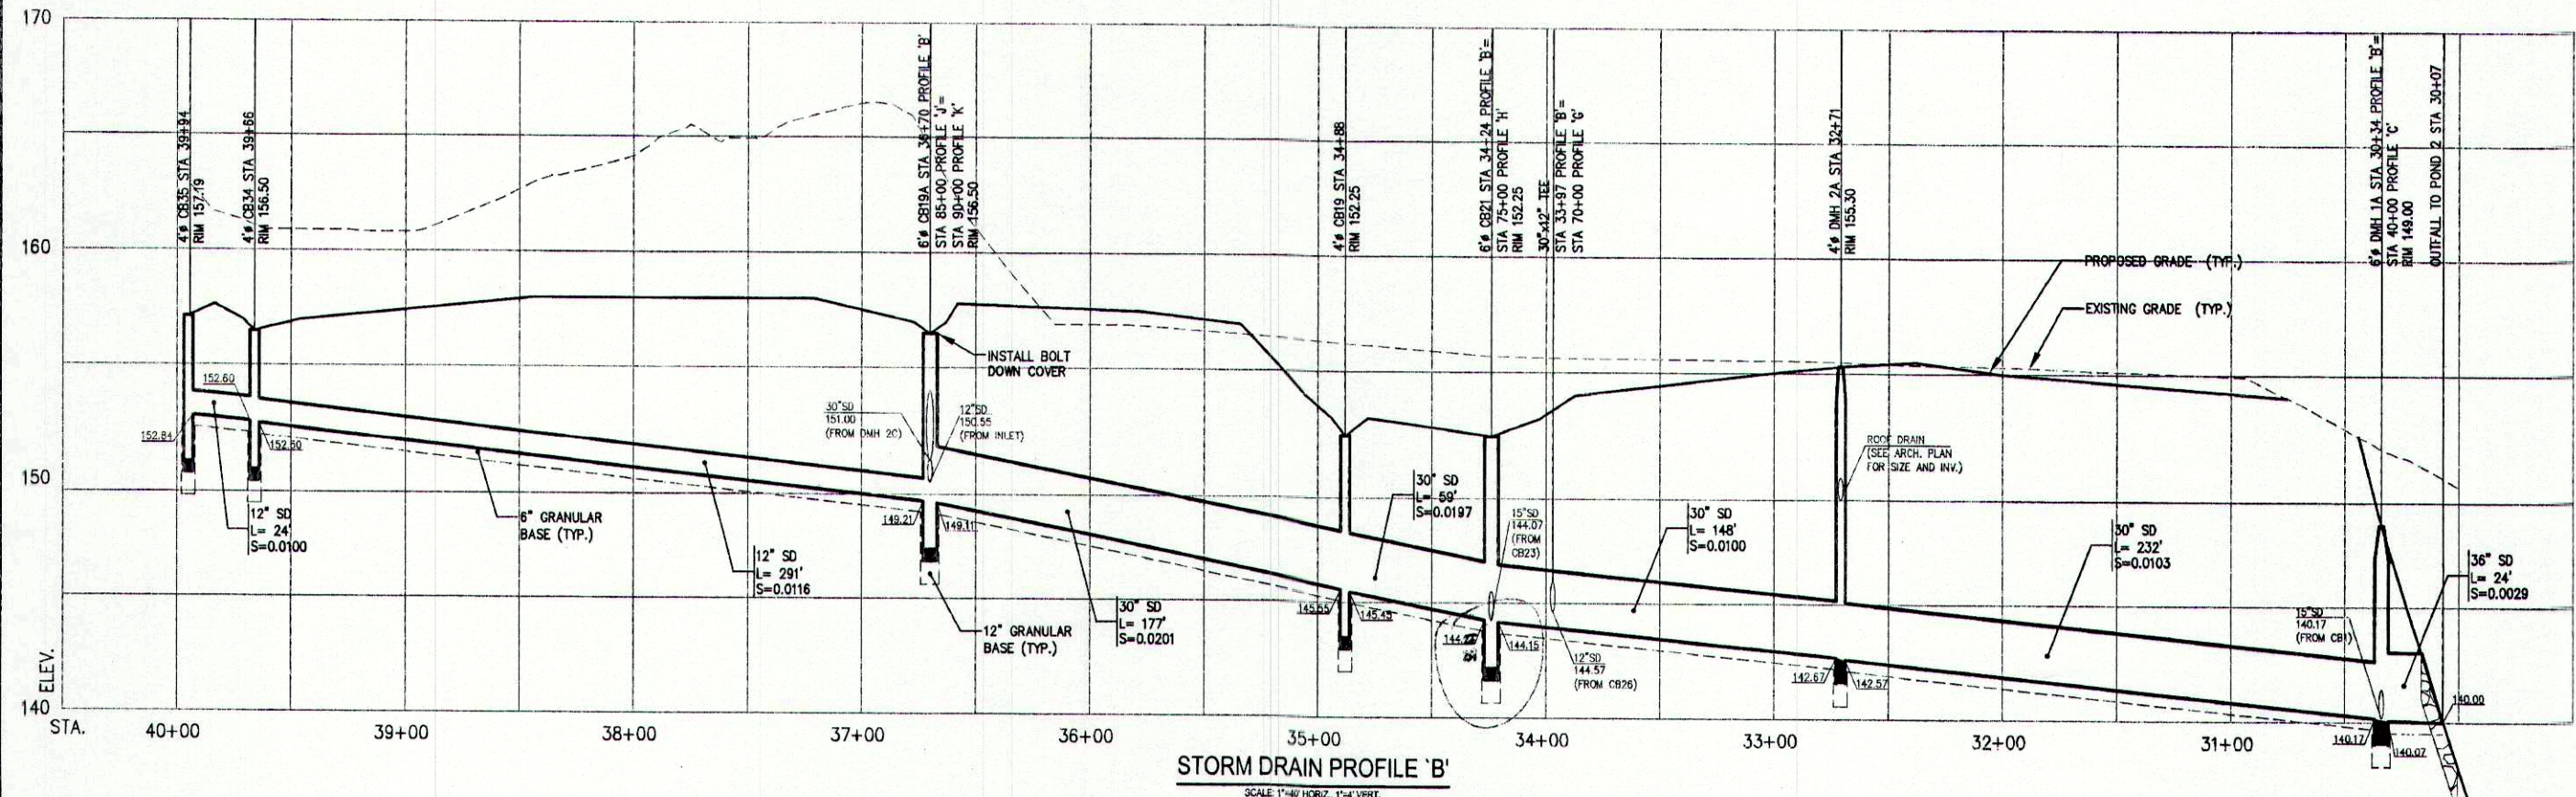 170
160
150
140
ELEV.
STA.
40+00
39+00
38+00
37+00
36+00
35+00
34+00
33+00
32+00
31+00
4'ø CB35 STA 39+94
RIM 157.19
4'ø CB34 STA 39+66
RIM 156.50
6'ø CB19A STA 36+70 PROFILE 'B'
STA 85+00 PROFILE 'J'=
STA 90+00 PROFILE 'K'
RIM 156.50
4'ø CB19 STA 34+88
RIM 152.25
6'ø CB21 STA 34+24 PROFILE 'B'=
STA 75+00 PROFILE 'H'
RIM 152.25
30"x12" TEE
STA 33+97 PROFILE 'B'=
STA 70+00 PROFILE 'G'
4'ø DMH 2A STA 32+71
RIM 155.30
6'ø DMH 1A STA 30+34 PROFILE 'B'=
STA 40+00 PROFILE 'C'
RIM 149.00
OUTFALL TO POND 2 STA 30+07
PROPOSED GRADE (TYP.)
EXISTING GRADE (TYP.)
INSTALL BOLT
DOWN COVER
152.60
152.84
152.50
12" SD
L= 24'
S=0.0100
6" GRANULAR
BASE (TYP.)
12" SD
L= 291'
S=0.0116
30"SD
151.00
(FROM DMH 2C)
12"SD
150.55
(FROM INLET)
149.21
149.11
12" GRANULAR
BASE (TYP.)
30" SD
L= 177'
S=0.0201
145.55
145.45
30" SD
L= 59'
S=0.0197
15"SD
144.07
(FROM
CB23)
144.15
12"SD
144.57
(FROM CB26)
30" SD
L= 148'
S=0.0100
ROOF DRAIN
(SEE ARCH. PLAN
FOR SIZE AND INV.)
142.67
142.57
30" SD
L= 232'
S=0.0103
15"SD
140.17
(FROM CB1)
36" SD
L= 24'
S=0.0029
140.00
140.17
140.07
STORM DRAIN PROFILE 'B'
SCALE: 1"=40' HORIZ., 1"=4' VERT.